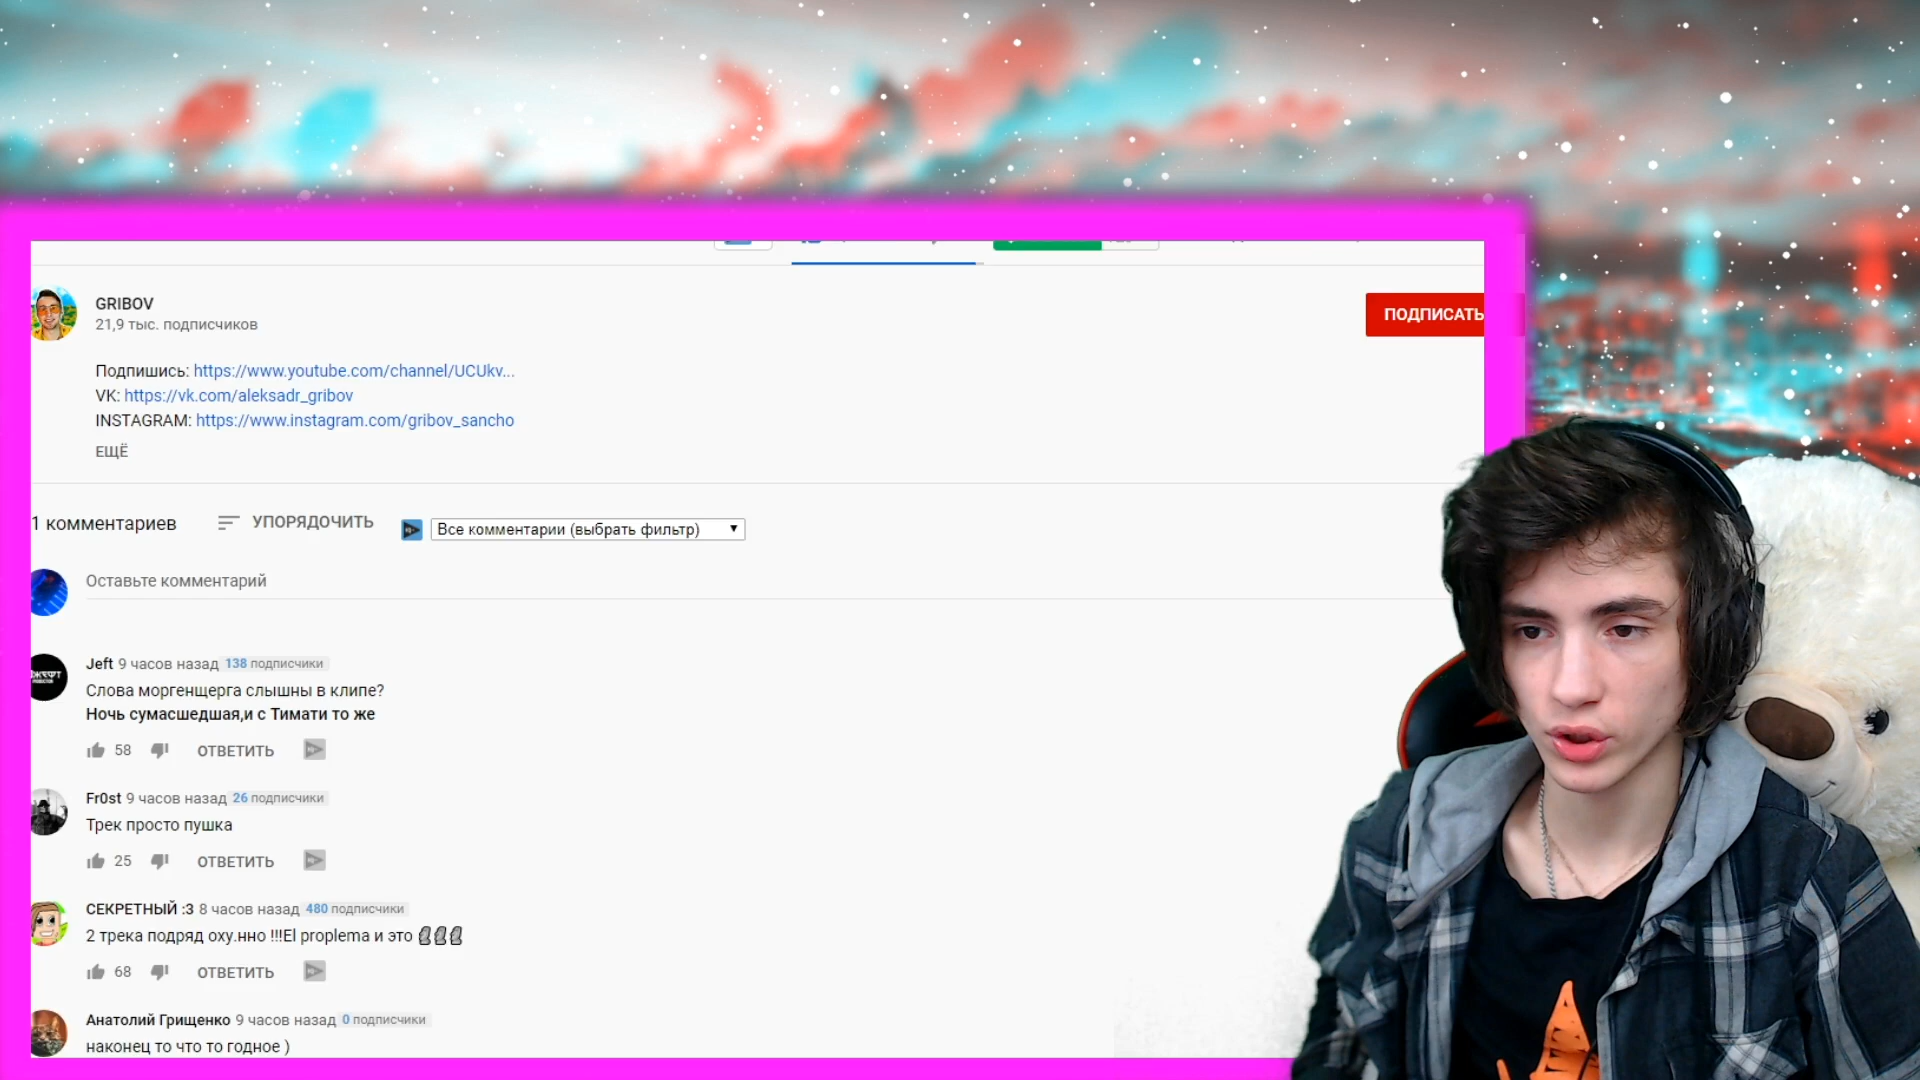 GRIBOV
21,9 тыс. подписчиков
ПОДПИСАТЬ
Подпишись: https://www.youtube.com/channel/UCUkv...
VK: https://vk.com/aleksadr_gribov
INSTAGRAM: https://www.instagram.com/gribov_sancho
ЕЩЁ
1 комментариев
УПОРЯДОЧИТЬ
Все комментарии (выбрать фильтр)
Оставьте комментарий
Jeft 9 часов назад 138 подписчики
Слова моргенщерга слышны в клипе?
Ночь сумасшедшая,и с Тимати то же
58 ОТВЕТИТЬ
Fr0st 9 часов назад 26 подписчики
Трек просто пушка
25 ОТВЕТИТЬ
СЕКРЕТНЫЙ :3 8 часов назад 480 подписчики
2 трека подряд оху.нно !!!El proplema и это 🗿🗿🗿
68 ОТВЕТИТЬ
Анатолий Грищенко 9 часов назад 0 подписчики
наконец то что то годное )